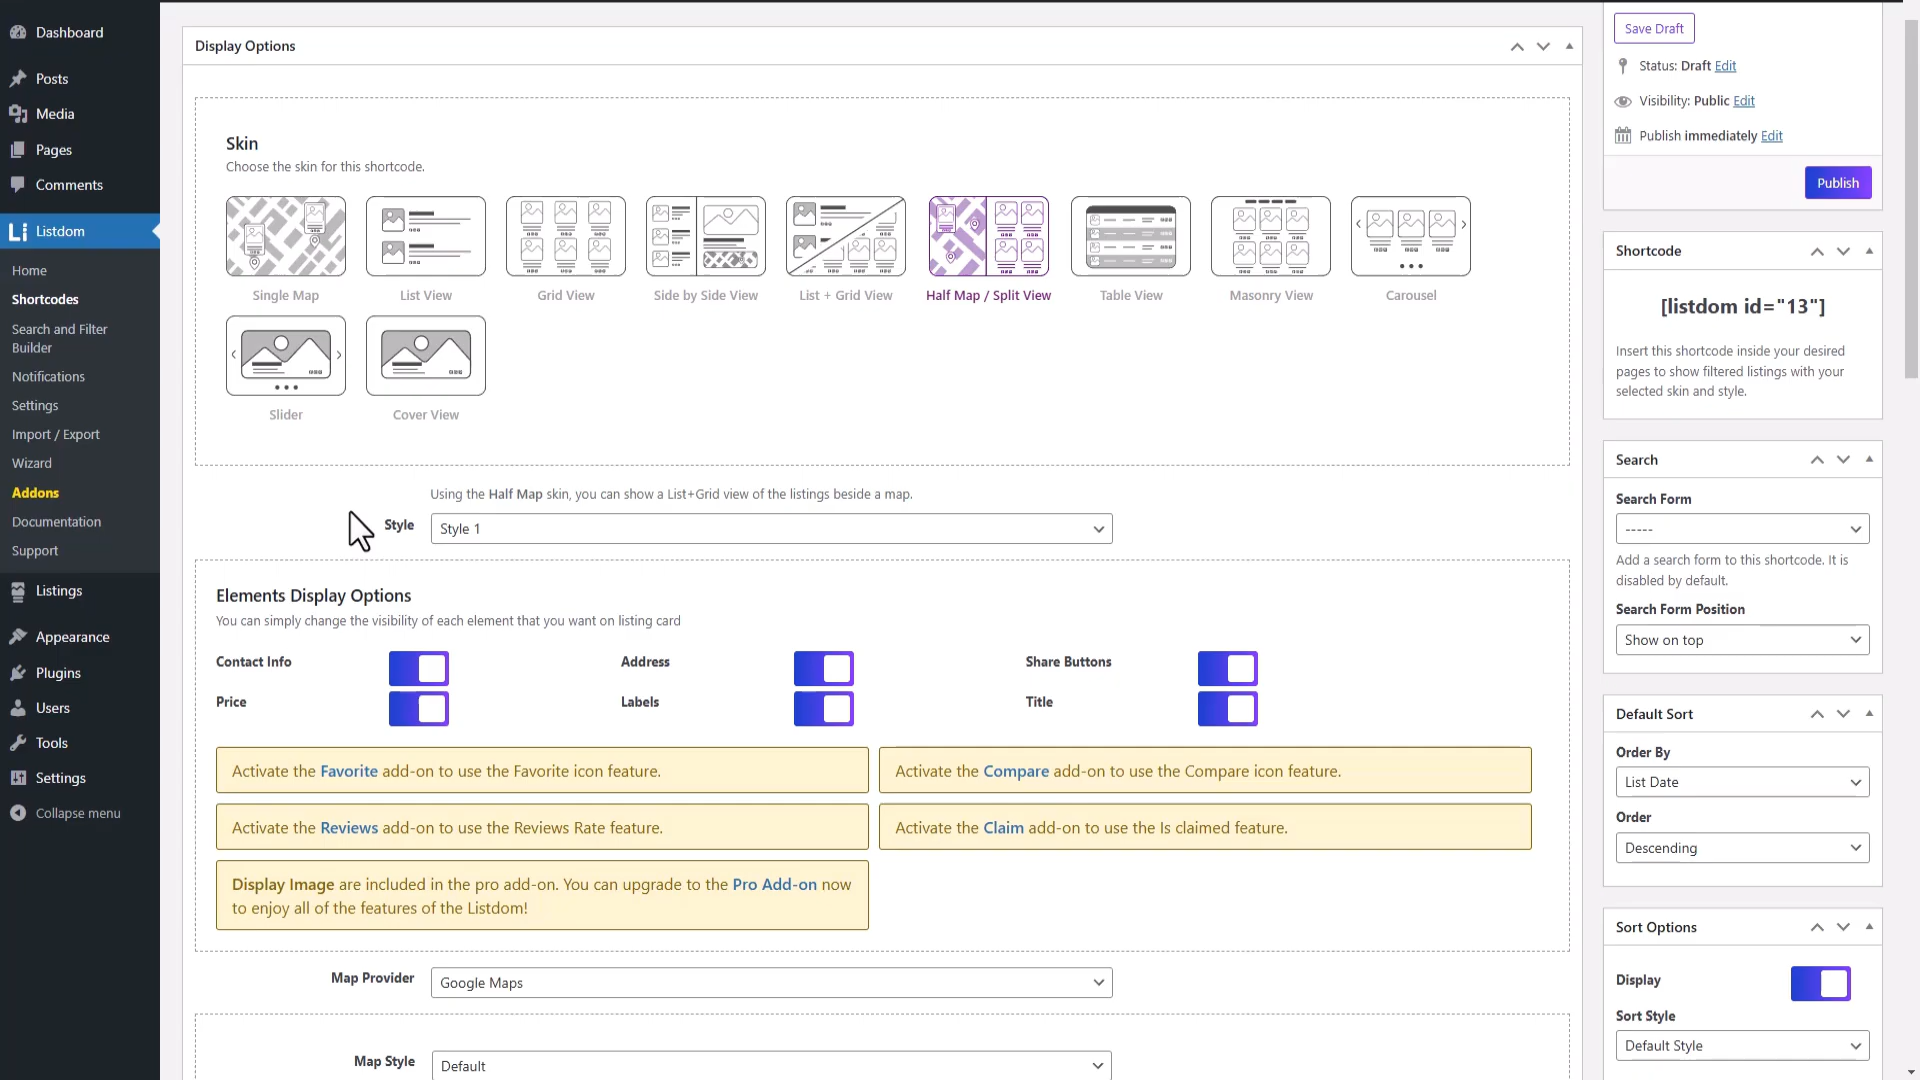 Dashboard
Posts
Media
Pages
Comments
Listdom
Home
Shortcodes
Search and Filter
Builder
Notifications
Settings
Import / Export
Wizard
Addons
Documentation
Support
Listings
Appearance
Plugins
Users
Tools
Settings
Collapse menu
Display Options
Skin
Choose the skin for this shortcode.
Single Map
List View
Grid View
Side by Side View
List + Grid View
Half Map / Split View
Table View
Masonry View
Carousel
Slider
Cover View
Using the Half Map skin, you can show a List+Grid view of the listings beside a map.
Style
Style 1
Elements Display Options
You can simply change the visibility of each element that you want on listing card
Contact Info
Address
Share Buttons
Price
Labels
Title
Activate the Favorite add-on to use the Favorite icon feature.
Activate the Compare add-on to use the Compare icon feature.
Activate the Reviews add-on to use the Reviews Rate feature.
Activate the Claim add-on to use the Is claimed feature.
Display Image are included in the pro add-on. You can upgrade to the Pro Add-on now
to enjoy all of the features of the Listdom!
Map Provider
Google Maps
Map Style
Default
Save Draft
Status: Draft Edit
Visibility: Public Edit
Publish immediately Edit
Publish
Shortcode
[listdom id="13"]
Insert this shortcode inside your desired
pages to show filtered listings with your
selected skin and style.
Search
Search Form
-----
Add a search form to this shortcode. It is
disabled by default.
Search Form Position
Show on top
Default Sort
Order By
List Date
Order
Descending
Sort Options
Display
Sort Style
Default Style